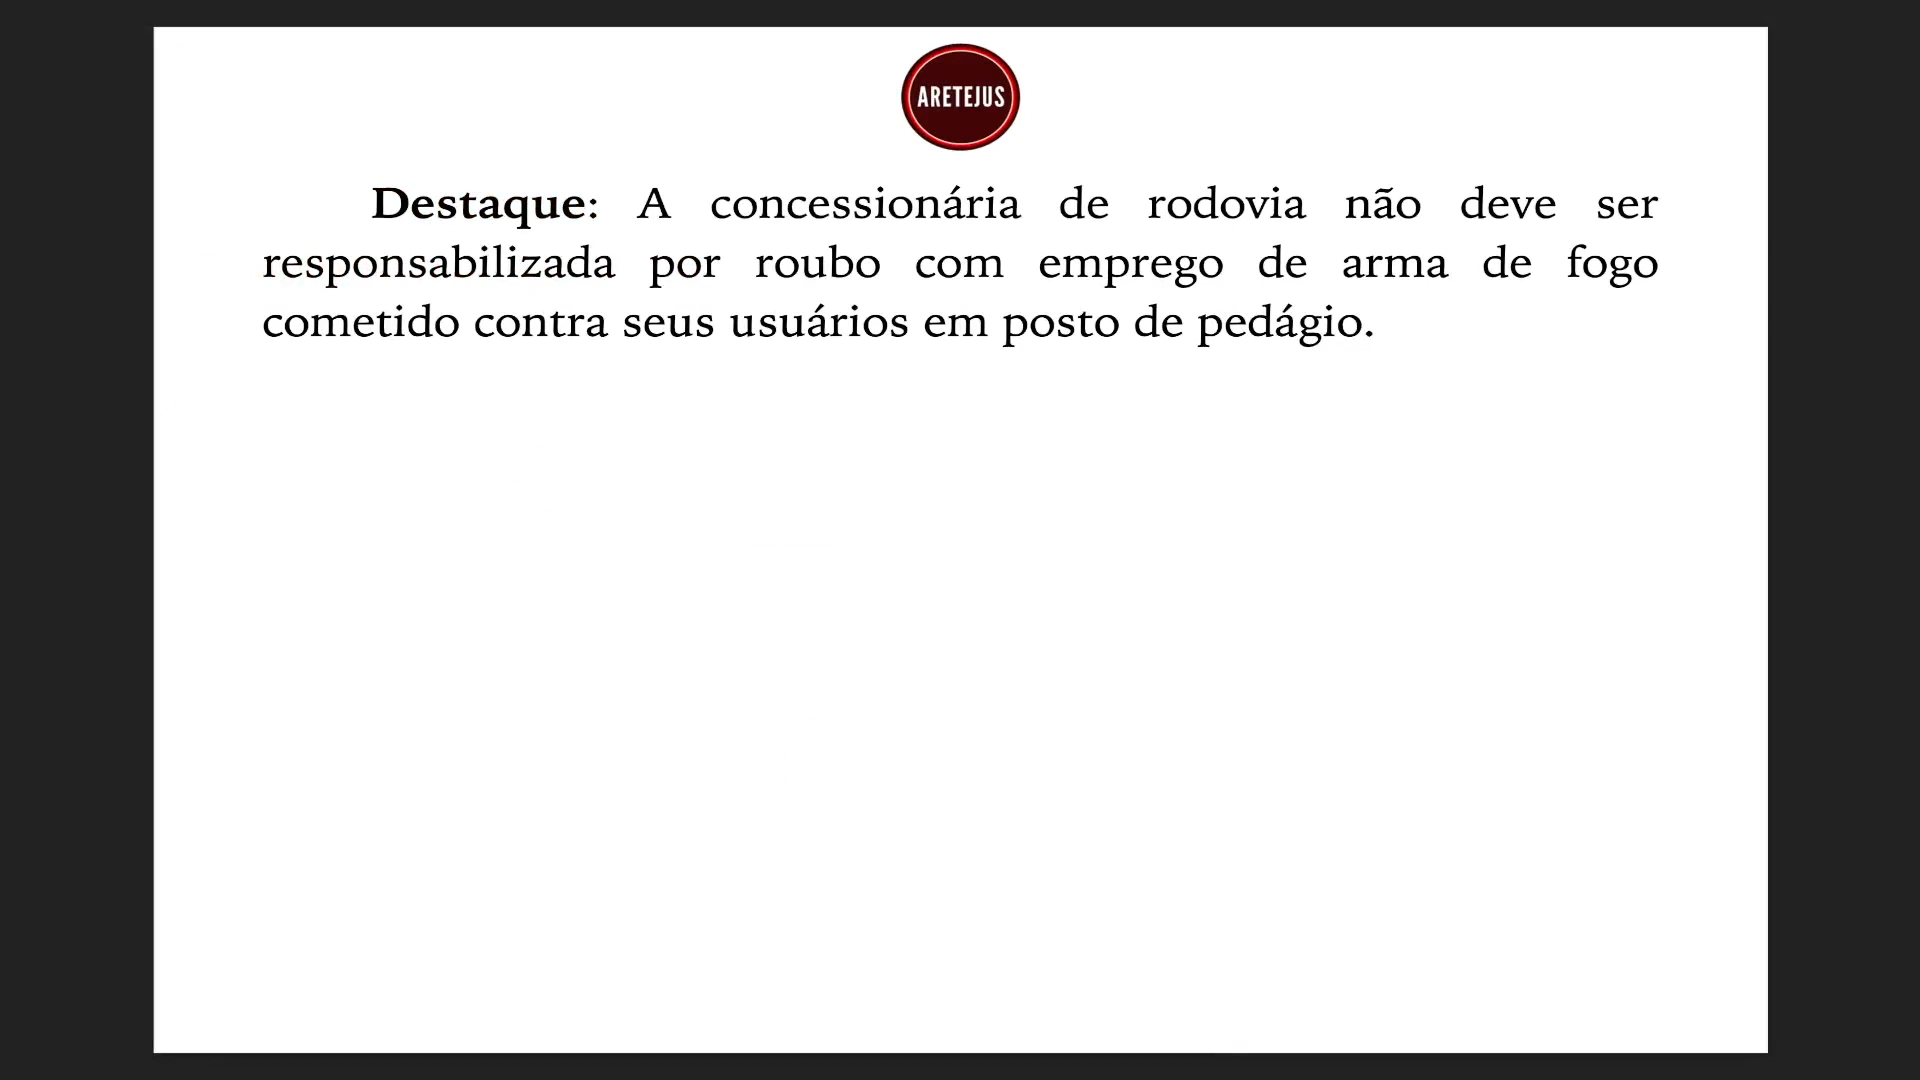 ARETEJUS
Destaque: A concessionária de rodovia não deve ser
responsabilizada por roubo com emprego de arma de fogo
cometido contra seus usuários em posto de pedágio.